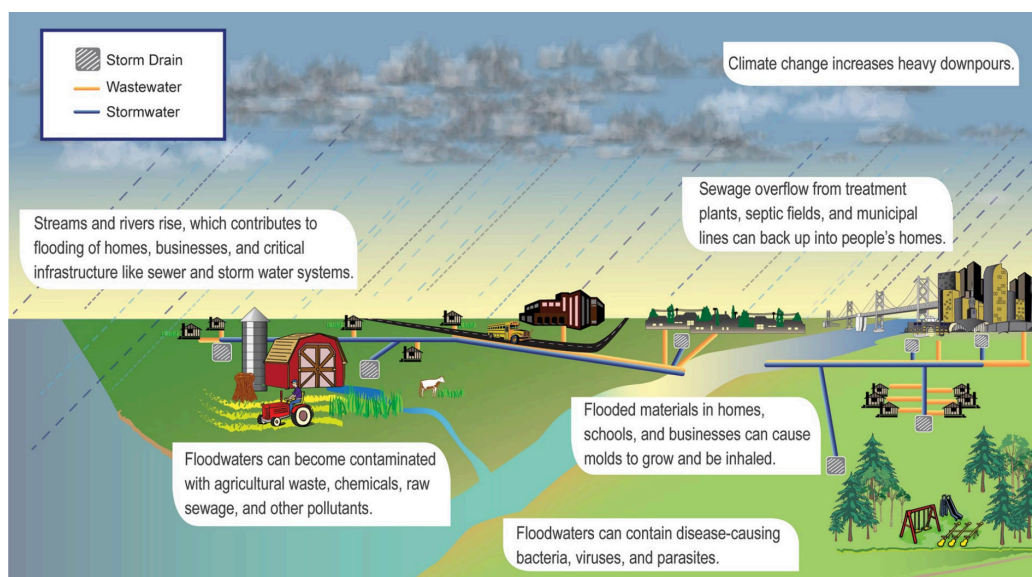 Storm Drain
Wastewater
Stormwater
Climate change increases heavy downpours.
Streams and rivers rise, which contributes to
flooding of homes, businesses, and critical
infrastructure like sewer and storm water systems.
Sewage overflow from treatment
plants, septic fields, and municipal
lines can back up into people’s homes.
Floodwaters can become contaminated
with agricultural waste, chemicals, raw
sewage, and other pollutants.
Flooded materials in homes,
schools, and businesses can cause
molds to grow and be inhaled.
Floodwaters can contain disease-causing
bacteria, viruses, and parasites.